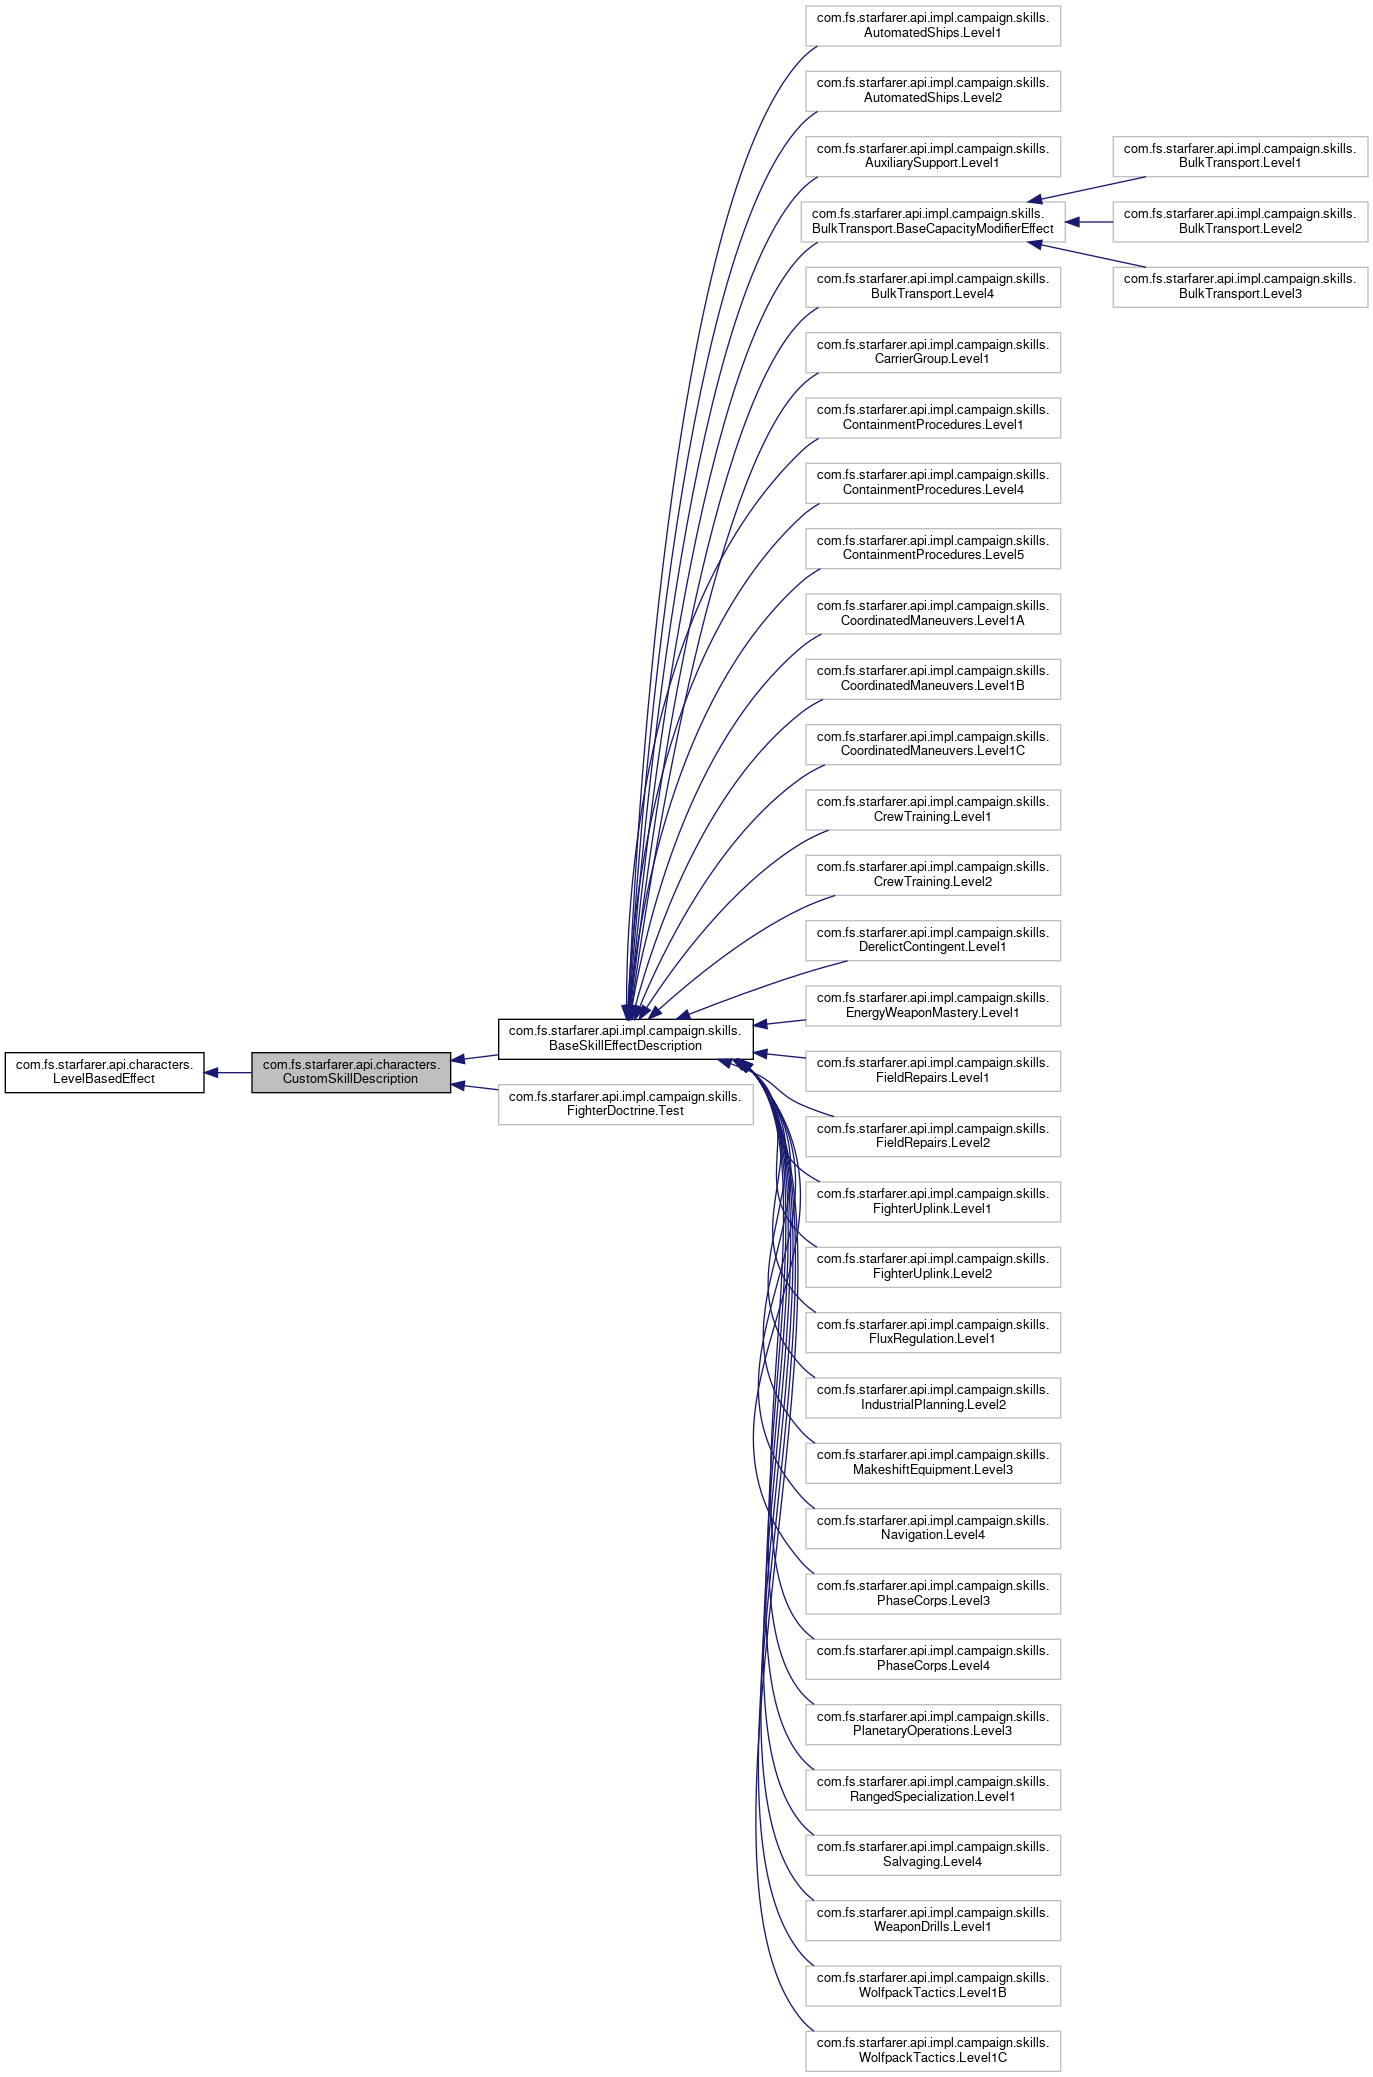 com.fs.starfarer.api.characters.
LevelBasedEffect
com.fs.starfarer.api.characters.
CustomSkillDescription
com.fs.starfarer.api.impl.campaign.skills.
BaseSkillEffectDescription
com.fs.starfarer.api.impl.campaign.skills.
FighterDoctrine.Test
com.fs.starfarer.api.impl.campaign.skills.
AutomatedShips.Level1
com.fs.starfarer.api.impl.campaign.skills.
AutomatedShips.Level2
com.fs.starfarer.api.impl.campaign.skills.
AuxiliarySupport.Level1
com.fs.starfarer.api.impl.campaign.skills.
BulkTransport.BaseCapacityModifierEffect
com.fs.starfarer.api.impl.campaign.skills.
BulkTransport.Level1
com.fs.starfarer.api.impl.campaign.skills.
BulkTransport.Level2
com.fs.starfarer.api.impl.campaign.skills.
BulkTransport.Level3
com.fs.starfarer.api.impl.campaign.skills.
BulkTransport.Level4
com.fs.starfarer.api.impl.campaign.skills.
CarrierGroup.Level1
com.fs.starfarer.api.impl.campaign.skills.
ContainmentProcedures.Level1
com.fs.starfarer.api.impl.campaign.skills.
ContainmentProcedures.Level4
com.fs.starfarer.api.impl.campaign.skills.
ContainmentProcedures.Level5
com.fs.starfarer.api.impl.campaign.skills.
CoordinatedManeuvers.Level1A
com.fs.starfarer.api.impl.campaign.skills.
CoordinatedManeuvers.Level1B
com.fs.starfarer.api.impl.campaign.skills.
CoordinatedManeuvers.Level1C
com.fs.starfarer.api.impl.campaign.skills.
CrewTraining.Level1
com.fs.starfarer.api.impl.campaign.skills.
CrewTraining.Level2
com.fs.starfarer.api.impl.campaign.skills.
DerelictContingent.Level1
com.fs.starfarer.api.impl.campaign.skills.
EnergyWeaponMastery.Level1
com.fs.starfarer.api.impl.campaign.skills.
FieldRepairs.Level1
com.fs.starfarer.api.impl.campaign.skills.
FieldRepairs.Level2
com.fs.starfarer.api.impl.campaign.skills.
FighterUplink.Level1
com.fs.starfarer.api.impl.campaign.skills.
FighterUplink.Level2
com.fs.starfarer.api.impl.campaign.skills.
FluxRegulation.Level1
com.fs.starfarer.api.impl.campaign.skills.
IndustrialPlanning.Level2
com.fs.starfarer.api.impl.campaign.skills.
MakeshiftEquipment.Level3
com.fs.starfarer.api.impl.campaign.skills.
Navigation.Level4
com.fs.starfarer.api.impl.campaign.skills.
PhaseCorps.Level3
com.fs.starfarer.api.impl.campaign.skills.
PhaseCorps.Level4
com.fs.starfarer.api.impl.campaign.skills.
PlanetaryOperations.Level3
com.fs.starfarer.api.impl.campaign.skills.
RangedSpecialization.Level1
com.fs.starfarer.api.impl.campaign.skills.
Salvaging.Level4
com.fs.starfarer.api.impl.campaign.skills.
WeaponDrills.Level1
com.fs.starfarer.api.impl.campaign.skills.
WolfpackTactics.Level1B
com.fs.starfarer.api.impl.campaign.skills.
WolfpackTactics.Level1C